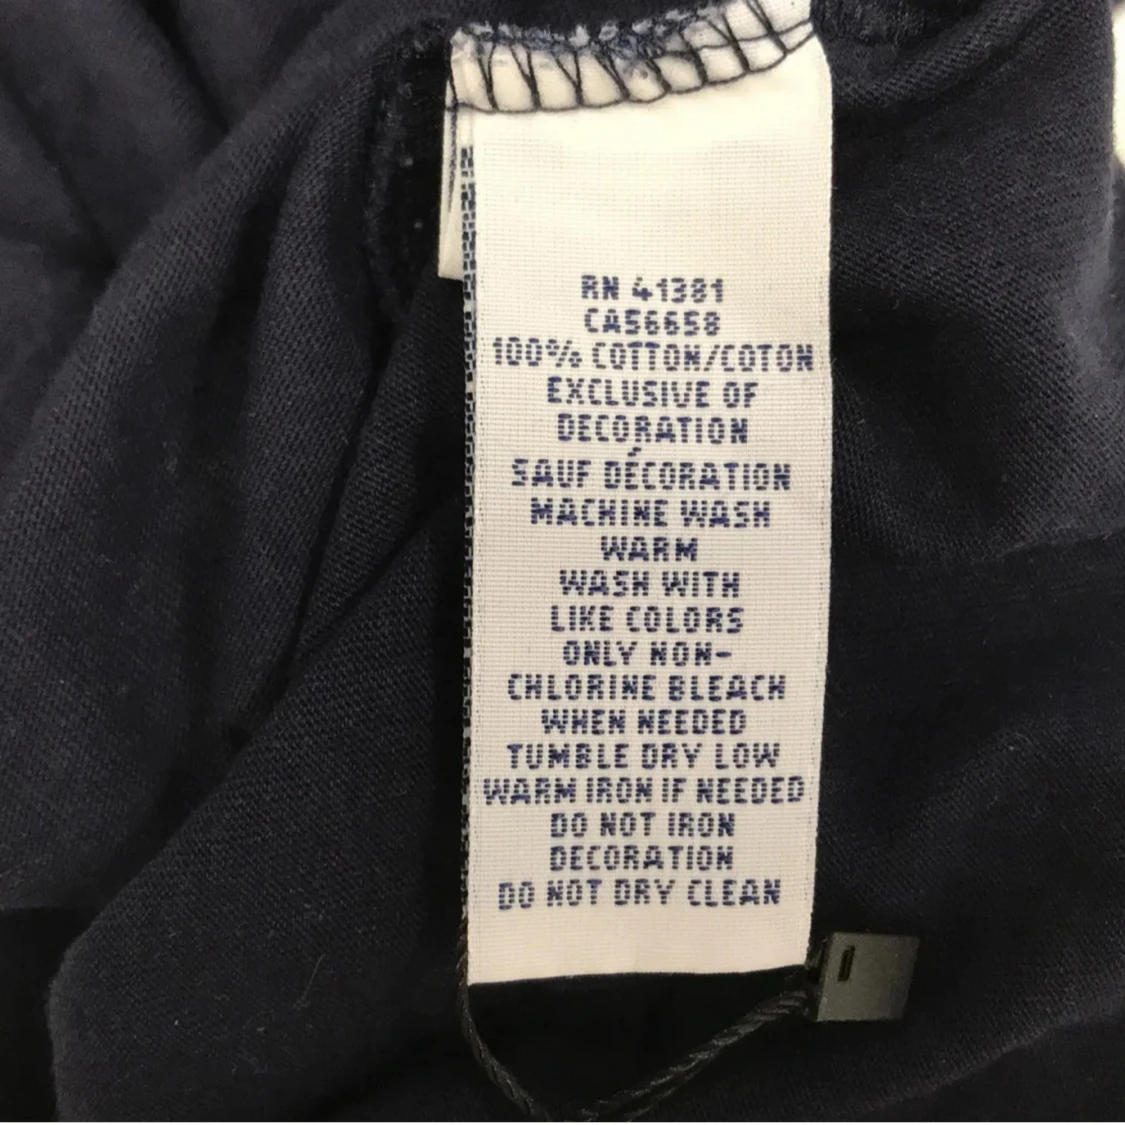 RN 41381
CA56658
100% COTTON/COTON
EXCLUSIVE OF
DECORATION
SAUF DÉCORATION
MACHINE WASH
WARM
WASH WITH
LIKE COLORS
ONLY NON-
CHLORINE BLEACH
WHEN NEEDED
TUMBLE DRY LOW
WARM IRON IF NEEDED
DO NOT IRON
DECORATION
DO NOT DRY CLEAN